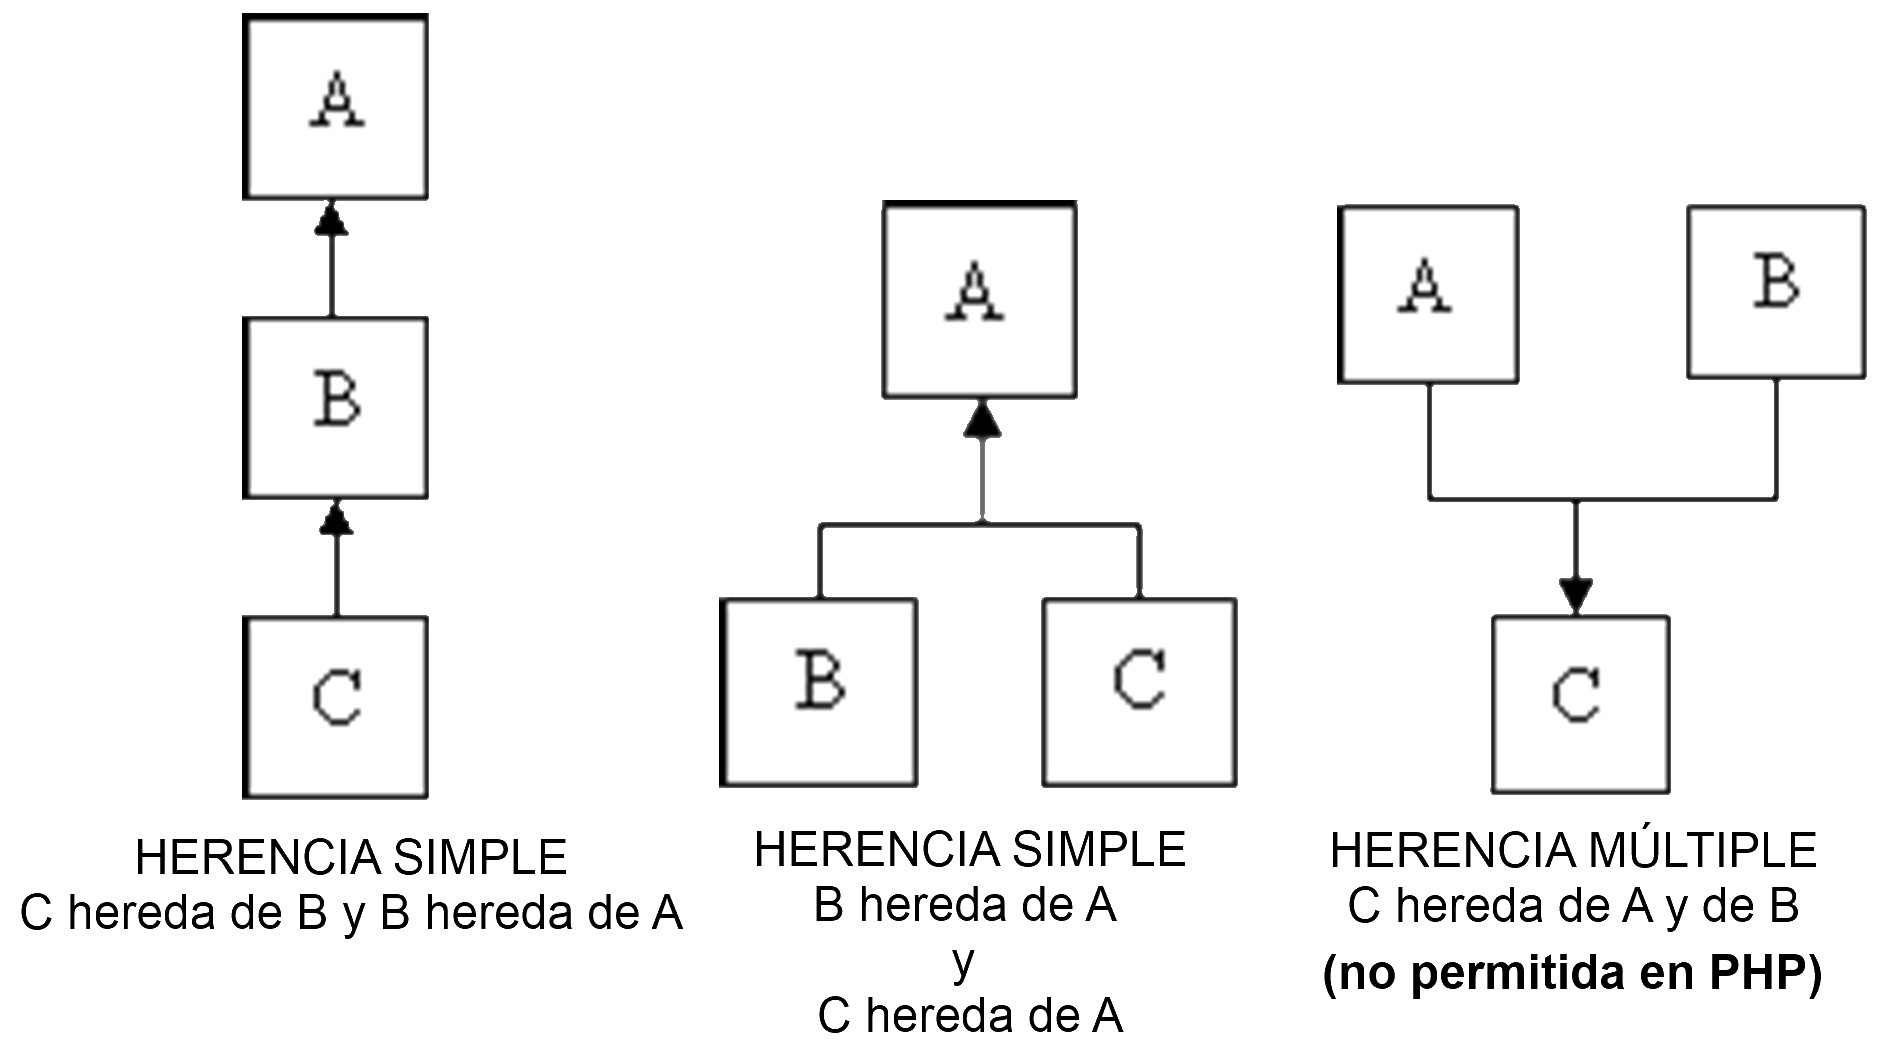 A
B
C
HERENCIA SIMPLE
C hereda de B y B hereda de A
A
B
C
HERENCIA SIMPLE
B hereda de A
y
C hereda de A
A
B
C
HERENCIA MÚLTIPLE
C hereda de A y de B
(no permitida en PHP)